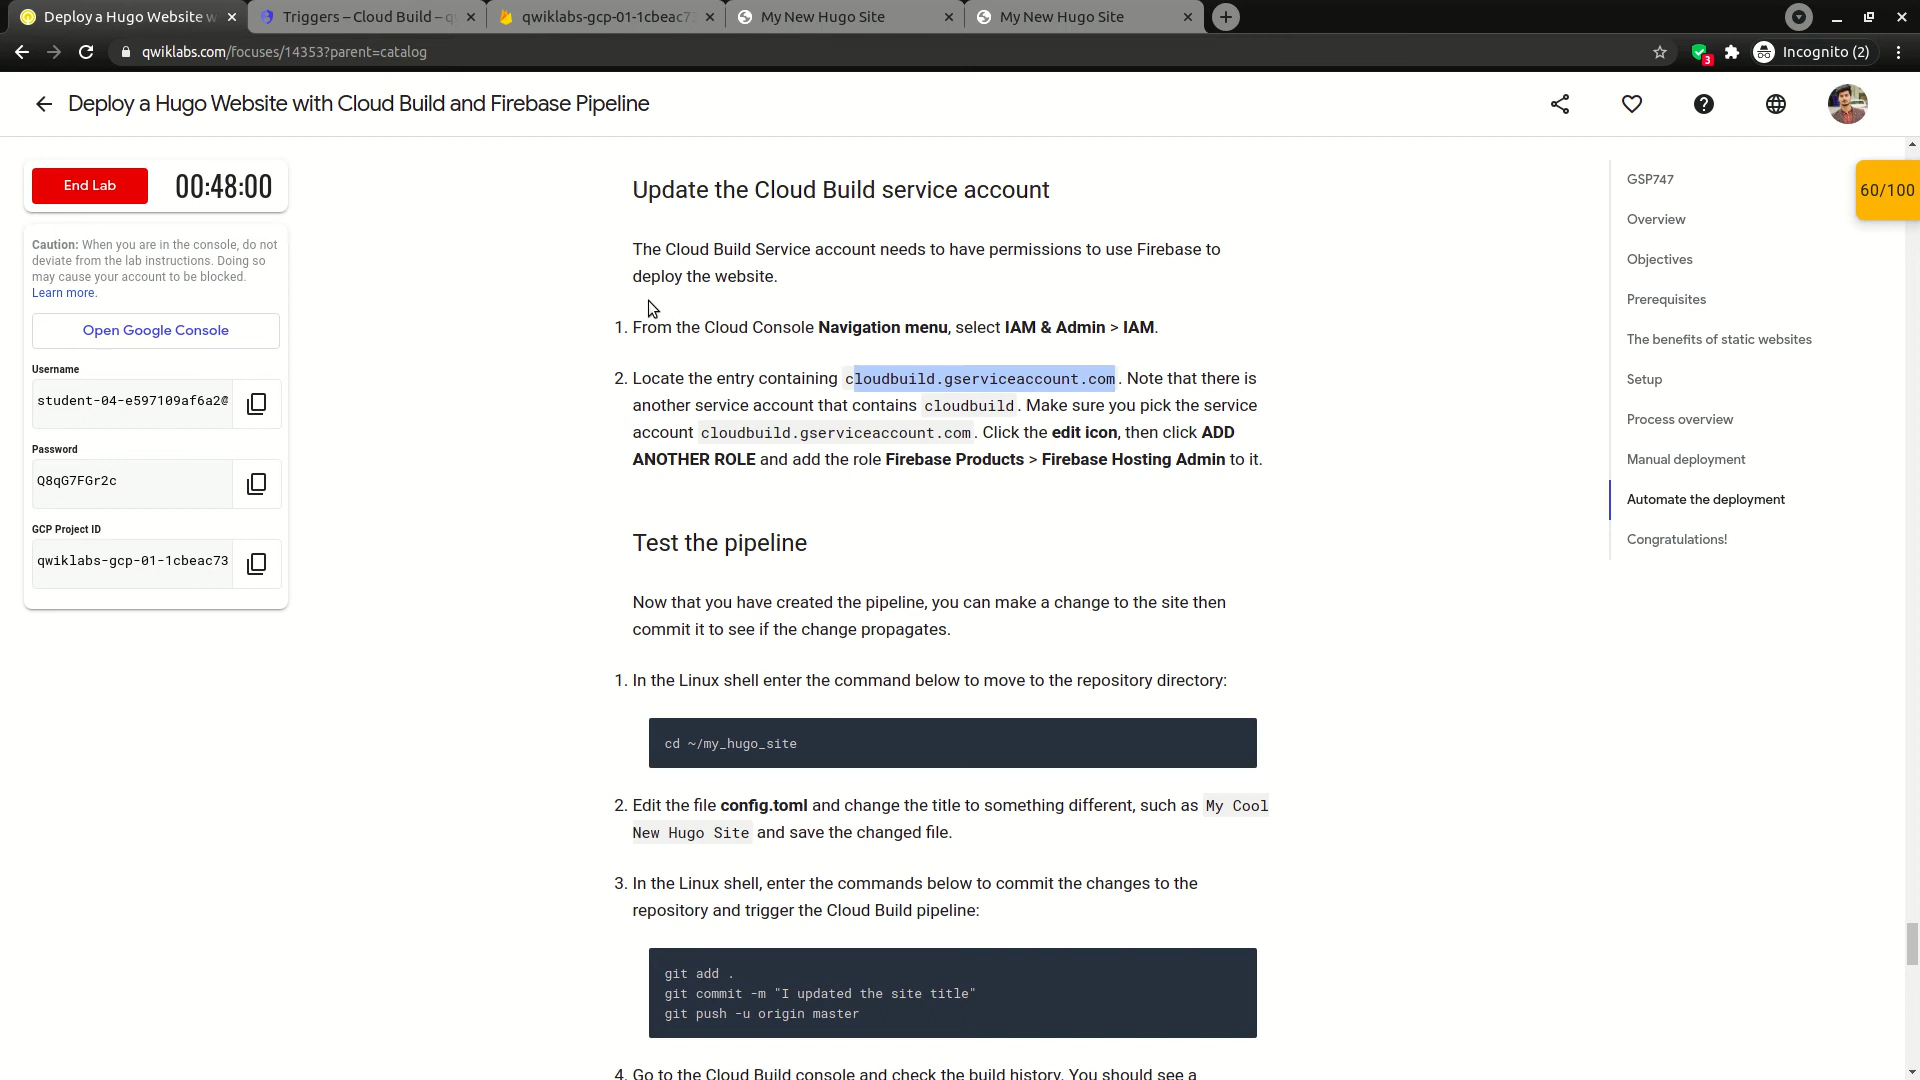 Deploy a Hugo Website w
Triggers – Cloud Build – q
qwiklabs-gcp-01-1cbeac73
My New Hugo Site
My New Hugo Site
qwiklabs.com/focuses/14353?parent=catalog
3
Incognito (2)
Deploy a Hugo Website with Cloud Build and Firebase Pipeline
End Lab
00:48:00
Caution: When you are in the console, do not
deviate from the lab instructions. Doing so
may cause your account to be blocked.
Learn more.
Open Google Console
Username
student-04-e597109af6a2@
Password
Q8qG7FGr2c
GCP Project ID
qwiklabs-gcp-01-1cbeac73
Update the Cloud Build service account
The Cloud Build Service account needs to have permissions to use Firebase to
deploy the website.
1. From the Cloud Console Navigation menu, select IAM & Admin > IAM.
2. Locate the entry containing cloudbuild.gserviceaccount.com. Note that there is
another service account that contains cloudbuild. Make sure you pick the service
account cloudbuild.gserviceaccount.com. Click the edit icon, then click ADD
ANOTHER ROLE and add the role Firebase Products > Firebase Hosting Admin to it.
Test the pipeline
Now that you have created the pipeline, you can make a change to the site then
commit it to see if the change propagates.
1. In the Linux shell enter the command below to move to the repository directory:
cd ~/my_hugo_site
2. Edit the file config.toml and change the title to something different, such as My Cool
New Hugo Site and save the changed file.
3. In the Linux shell, enter the commands below to commit the changes to the
repository and trigger the Cloud Build pipeline:
git add .
git commit -m "I updated the site title"
git push -u origin master
4. Go to the Cloud Build console and check the build history. You should see a
GSP747
Overview
Objectives
Prerequisites
The benefits of static websites
Setup
Process overview
Manual deployment
Automate the deployment
Congratulations!
60/100